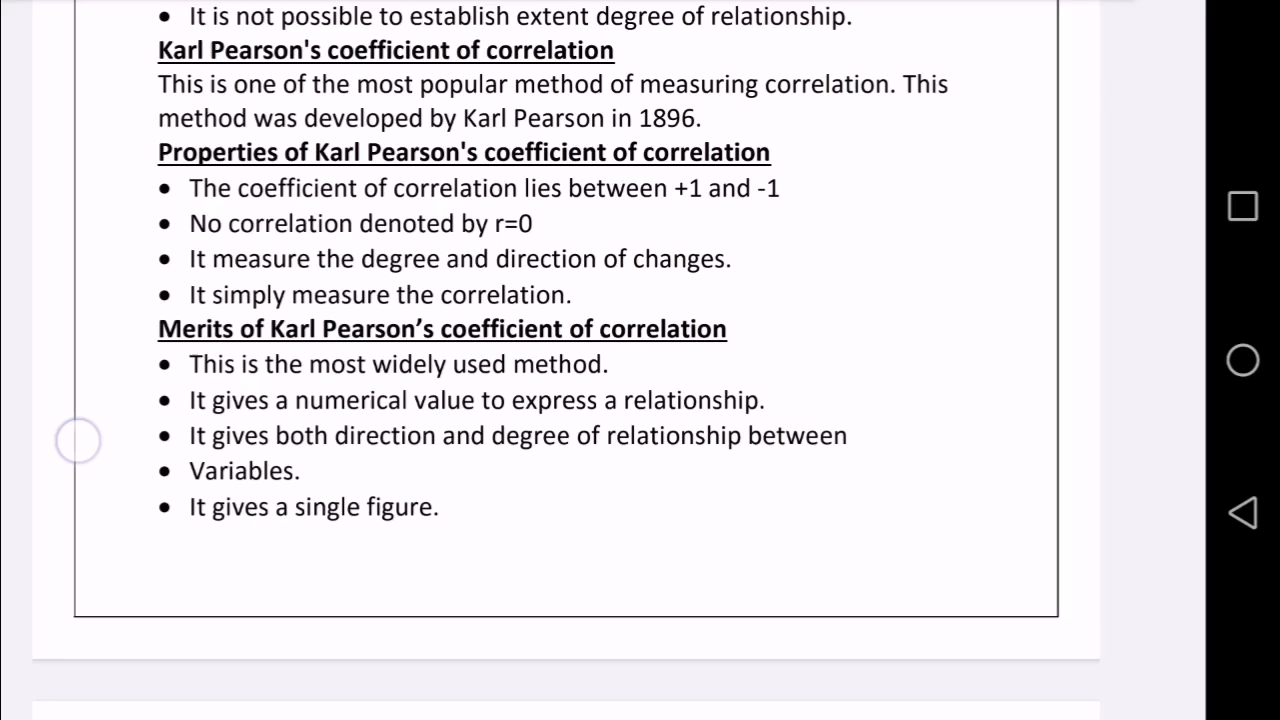 • It is not possible to establish extent degree of relationship.
Karl Pearson's coefficient of correlation
This is one of the most popular method of measuring correlation. This
method was developed by Karl Pearson in 1896.
Properties of Karl Pearson's coefficient of correlation
• The coefficient of correlation lies between +1 and -1
• No correlation denoted by r=0
• It measure the degree and direction of changes.
• It simply measure the correlation.
Merits of Karl Pearson’s coefficient of correlation
• This is the most widely used method.
• It gives a numerical value to express a relationship.
• It gives both direction and degree of relationship between
• Variables.
• It gives a single figure.